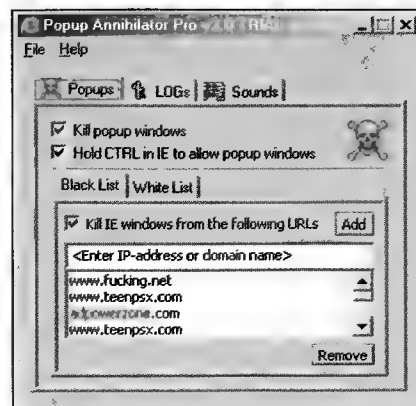 Popup Annihilator Pro
File Help
Popups LOGs Sounds
Kill popup windows
Hold CTRL in IE to allow popup windows
Black List White List
Kill IE windows from the following URLs Add
<Enter IP-address or domain name>
www.fucking.net
www.teenpsx.com
www.teenpsx.com
Remove